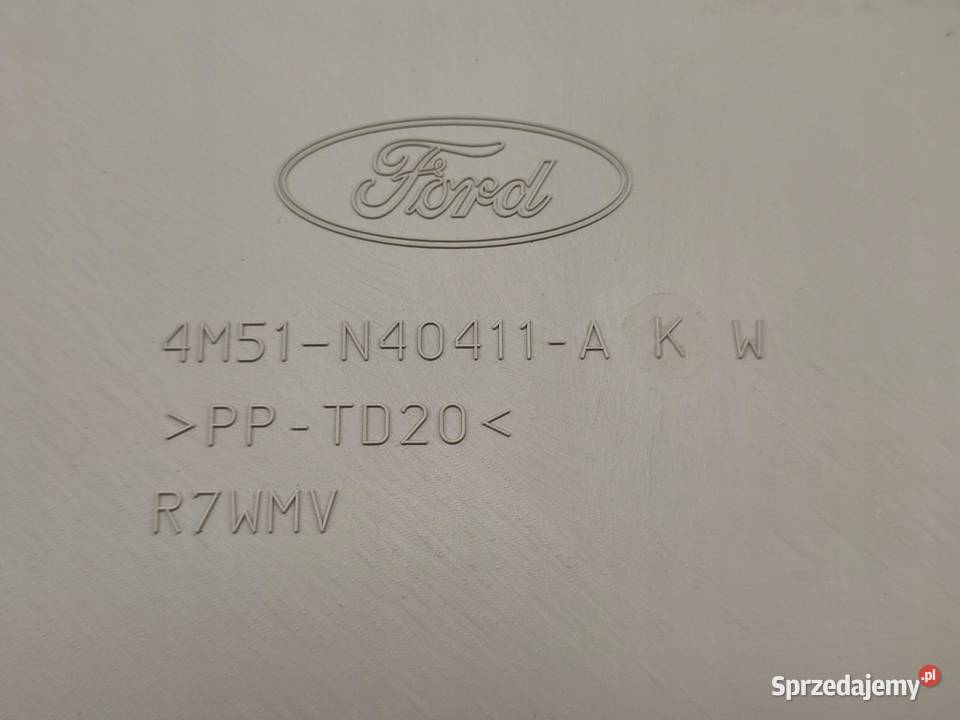 Ford
4M51-N40411-A K W
>PP-TD20<
R7WMV
Sprzedajemy.pl